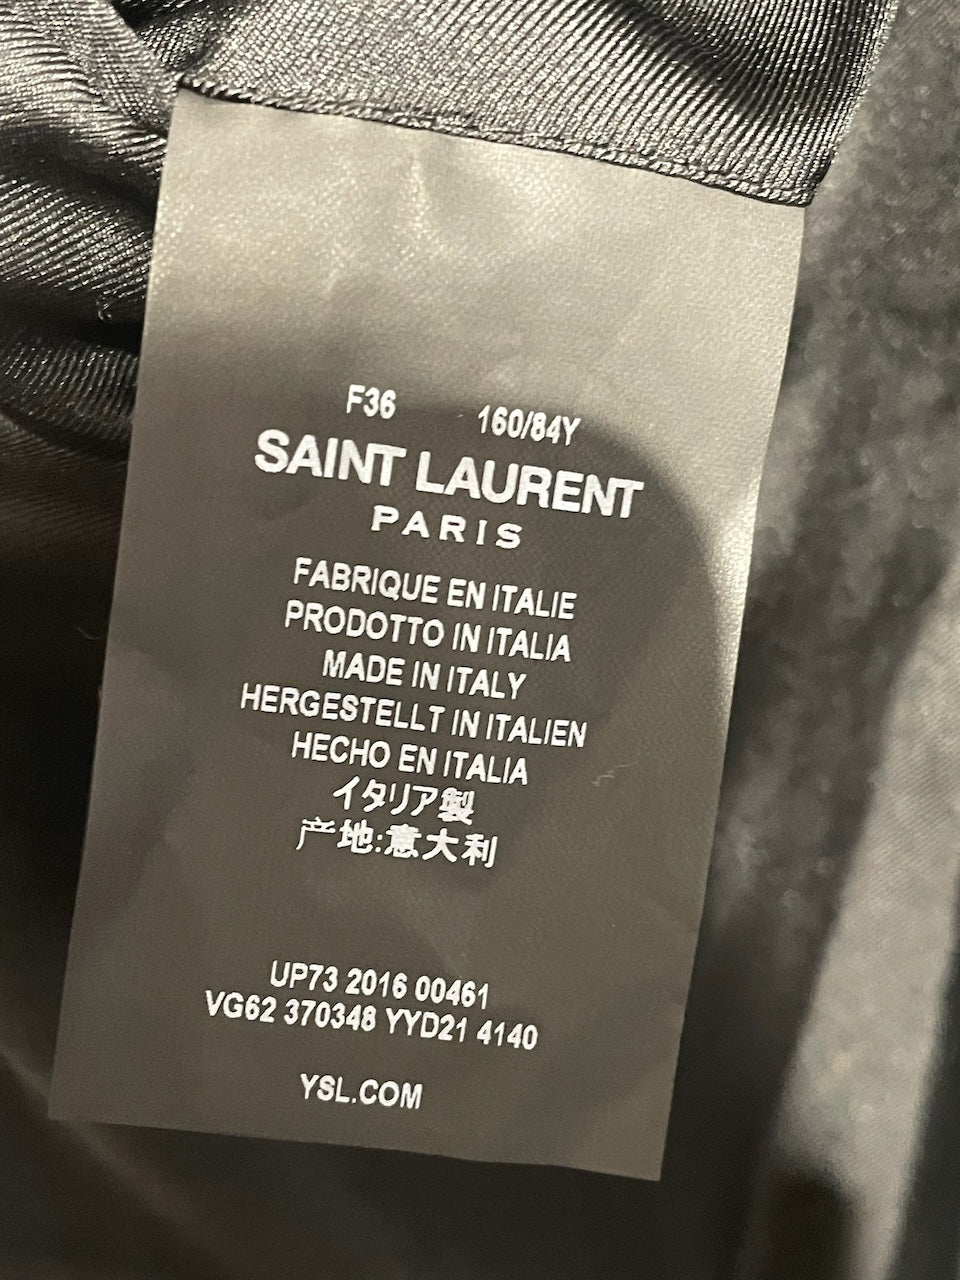 F36 160/84Y
SAINT LAURENT
PARIS
FABRIQUE EN ITALIE
PRODOTTO IN ITALIA
MADE IN ITALY
HERGESTELLT IN ITALIEN
HECHO EN ITALIA
イタリア製
产地:意大利
UP73 2016 00461
VG62 370348 YYD21 4140
YSL.COM